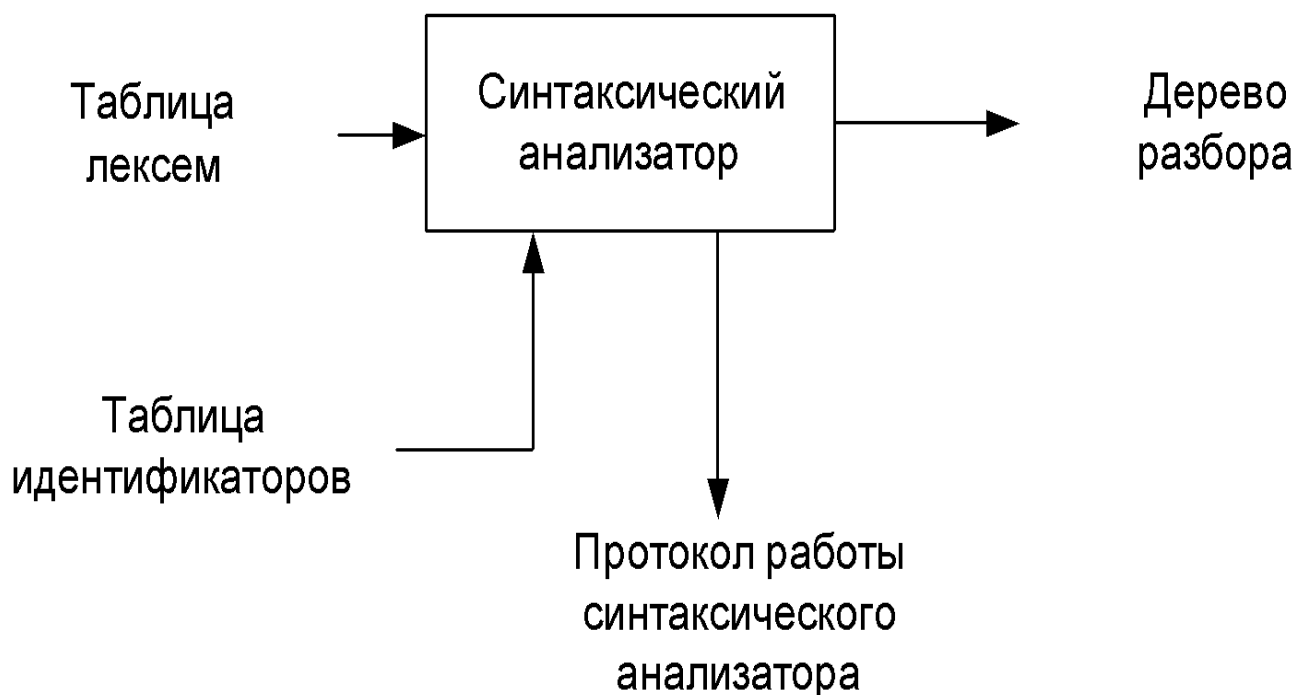 Таблица
лексем
Синтаксический
анализатор
Дерево
разбора
Таблица
идентификаторов
Протокол работы
синтаксического
анализатора